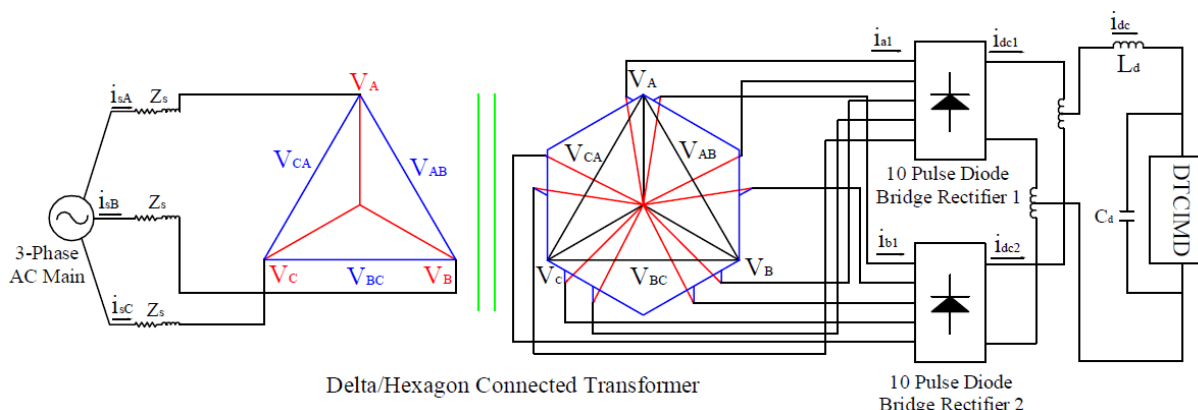 i_sA
Z_s
i_sB
Z_s
i_sC
Z_s
3-Phase
AC Main
V_A
V_CA
V_AB
V_C
V_BC
V_B
V_A
V_CA
V_AB
V_C
V_BC
V_B
i_a1
i_dc1
10 Pulse Diode
Bridge Rectifier 1
i_b1
i_dc2
10 Pulse Diode
Bridge Rectifier 2
i_dc
L_d
C_d
DTCIMD
Delta/Hexagon Connected Transformer